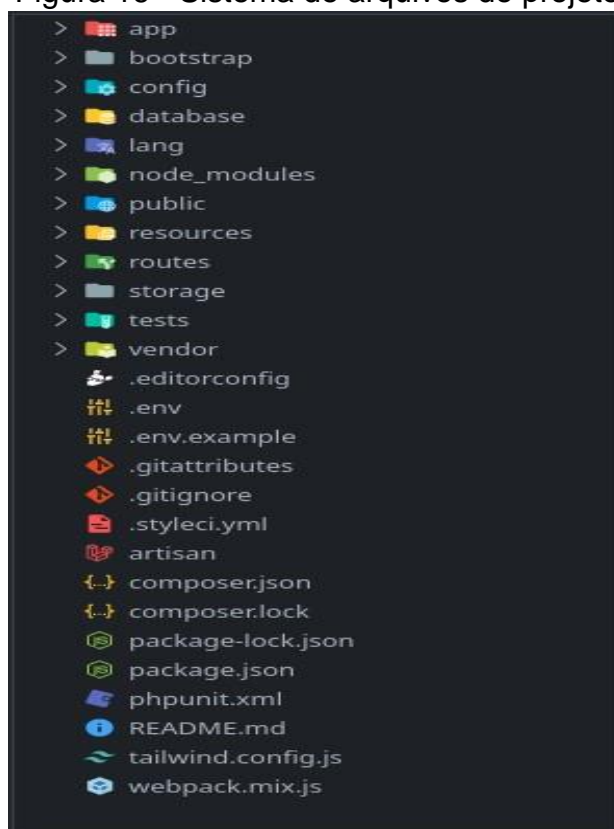 Sistema de arquivos do projeto
> app
> bootstrap
> config
> database
> lang
> node_modules
> public
> resources
> routes
> storage
> tests
> vendor
.editorconfig
.env
.env.example
.gitattributes
.gitignore
.styleci.yml
artisan
composer.json
composer.lock
package-lock.json
package.json
phpunit.xml
README.md
tailwind.config.js
webpack.mix.js